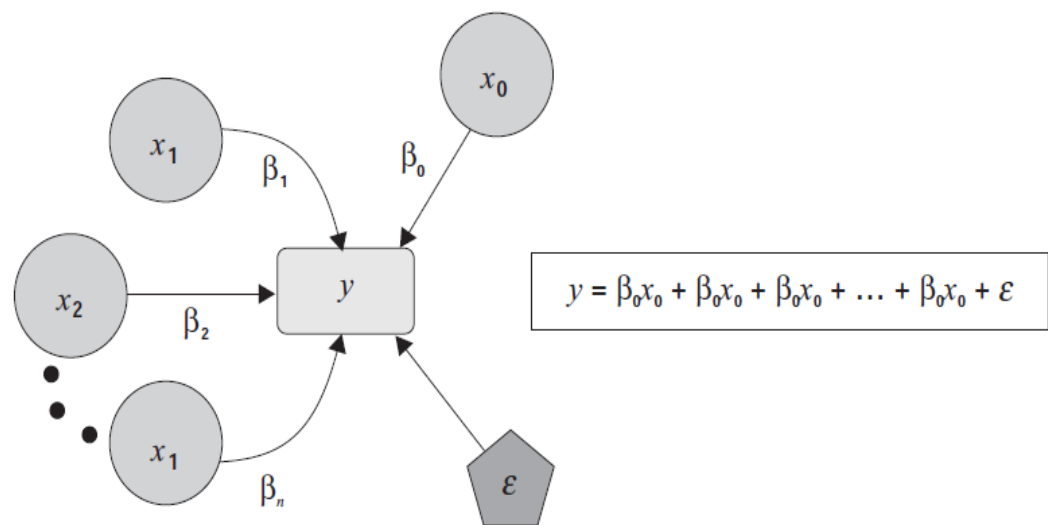 x₀
x₁
β₁
β₀
x₂
β₂
y
y = β₀x₀ + β₀x₀ + β₀x₀ + ... + β₀x₀ + ε
x₁
βₙ
ε